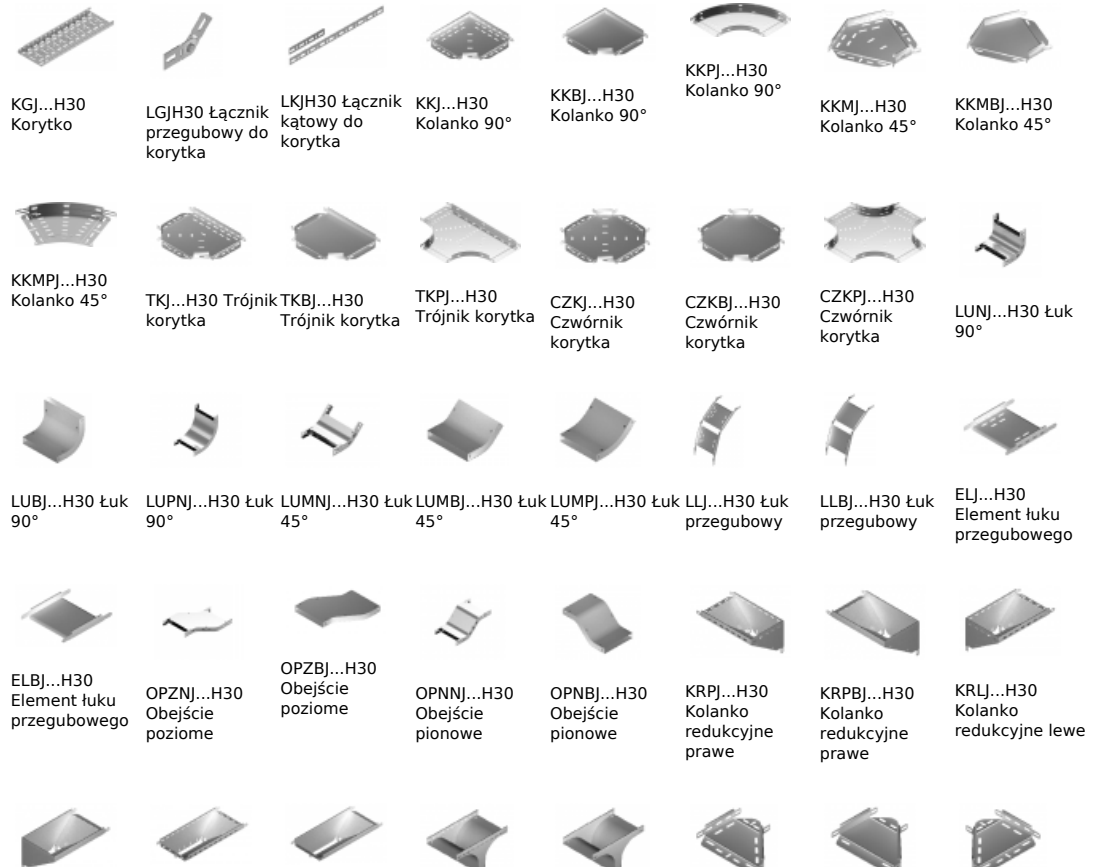 KGJ...H30
Korytko
LGJH30 Łącznik
przegubowy do
korytka
LKJH30 Łącznik
kątowy do
korytka
KKJ...H30
Kolanko 90°
KKBJ...H30
Kolanko 90°
KKPJ...H30
Kolanko 90°
KKMJ...H30
Kolanko 45°
KKMBJ...H30
Kolanko 45°
KKMPJ...H30
Kolanko 45°
TKJ...H30 Trójnik
korytka
TKBJ...H30
Trójnik korytka
TKPJ...H30
Trójnik korytka
CZKJ...H30
Czwórnik
korytka
CZKBJ...H30
Czwórnik
korytka
CZKPJ...H30
Czwórnik
korytka
LUNJ...H30 Łuk
90°
LUBJ...H30 Łuk
90°
LUPNJ...H30 Łuk
90°
LUMNJ...H30 Łuk
45°
LUMBJ...H30 Łuk
45°
LUMPJ...H30 Łuk
45°
LLJ...H30 Łuk
przegubowy
LLBJ...H30 Łuk
przegubowy
ELJ...H30
Element łuku
przegubowego
ELBJ...H30
Element łuku
przegubowego
OPZNJ...H30
Obejście
poziome
OPZBJ...H30
Obejście
poziome
OPNNJ...H30
Obejście
pionowe
OPNBJ...H30
Obejście
pionowe
KRPJ...H30
Kolanko
redukcyjne
prawe
KRPBJ...H30
Kolanko
redukcyjne
prawe
KRLJ...H30
Kolanko
redukcyjne lewe